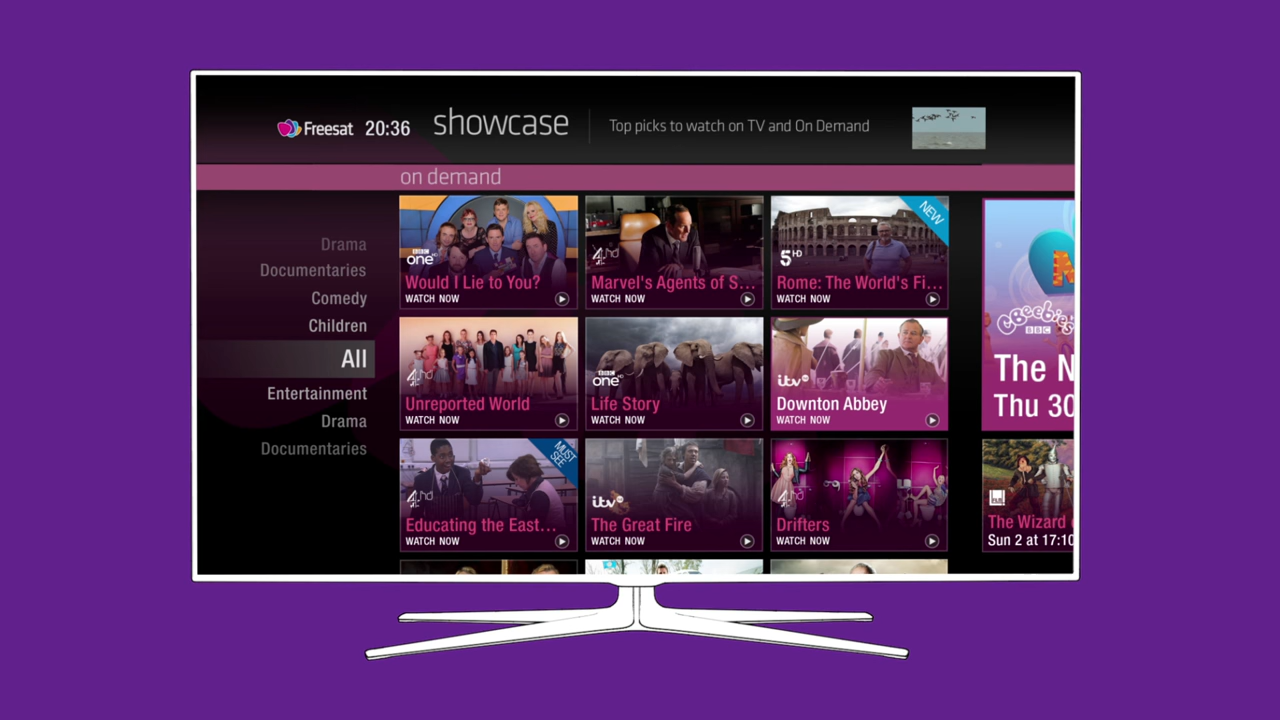 Freesat 20:36 showcase Top picks to watch on TV and On Demand
on demand
Drama
Documentaries
Comedy
Children
All
Entertainment
Drama
Documentaries
BBC
one HD
Would I Lie to You?
WATCH NOW
4hd
Marvel's Agents of S...
WATCH NOW
NEW
5HD
Rome: The World's Fi...
WATCH NOW
4hd
Unreported World
WATCH NOW
BBC
one HD
Life Story
WATCH NOW
itv
Downton Abbey
WATCH NOW
MUST
SEE
4hd
Educating the East...
WATCH NOW
itv
The Great Fire
WATCH NOW
4hd
Drifters
WATCH NOW
CBeebies
BBC
The N
Thu 30
The Wizard
Sun 2 at 17:10